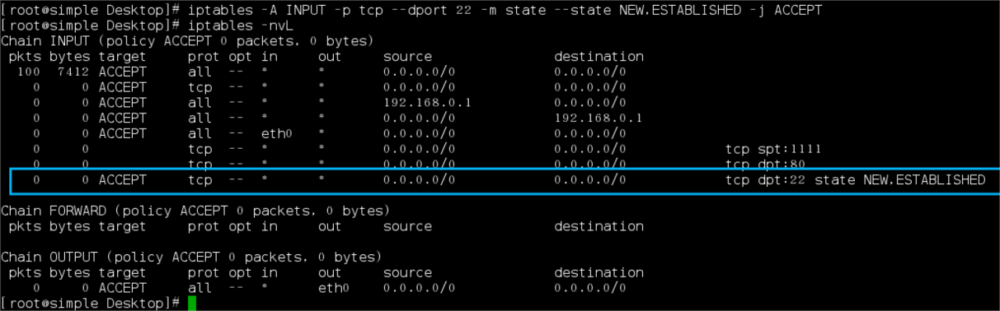 [root@simple Desktop]# iptables -A INPUT -p tcp --dport 22 -m state --state NEW.ESTABLISHED -j ACCEPT
[root@simple Desktop]# iptables -nvL
Chain INPUT (policy ACCEPT 0 packets. 0 bytes)
pkts bytes target prot opt in out source destination
100 7412 ACCEPT all -- * * 0.0.0.0/0 0.0.0.0/0
0 0 ACCEPT tcp -- * * 0.0.0.0/0 0.0.0.0/0
0 0 ACCEPT all -- * * 192.168.0.1 0.0.0.0/0
0 0 ACCEPT all -- * * 0.0.0.0/0 192.168.0.1
0 0 ACCEPT all -- eth0 * 0.0.0.0/0 0.0.0.0/0
0 0 tcp -- * * 0.0.0.0/0 0.0.0.0/0 tcp spt:1111
0 0 tcp -- * * 0.0.0.0/0 0.0.0.0/0 tcp dpt:80
0 0 ACCEPT tcp -- * * 0.0.0.0/0 0.0.0.0/0 tcp dpt:22 state NEW.ESTABLISHED
Chain FORWARD (policy ACCEPT 0 packets. 0 bytes)
pkts bytes target prot opt in out source destination
Chain OUTPUT (policy ACCEPT 0 packets. 0 bytes)
pkts bytes target prot opt in out source destination
0 0 ACCEPT all -- * eth0 0.0.0.0/0 0.0.0.0/0
[root@simple Desktop]#